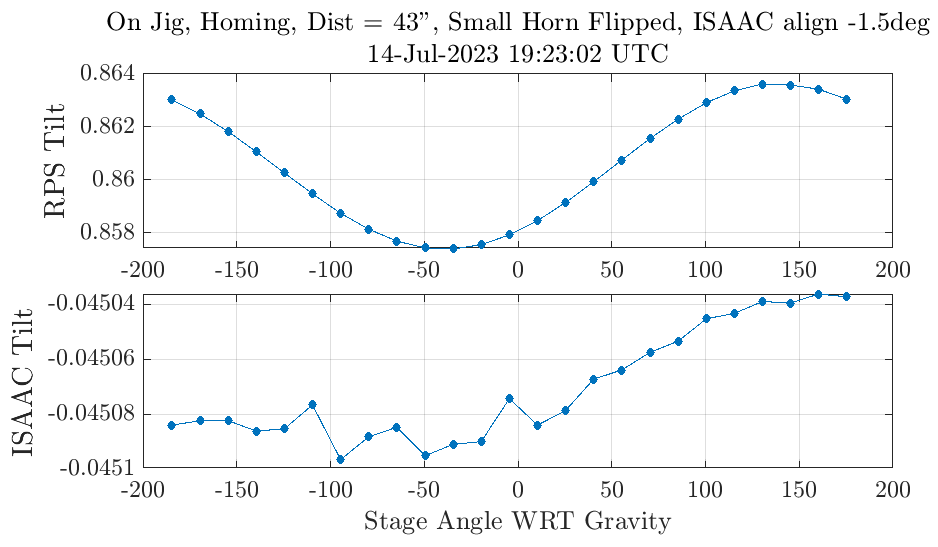 On Jig, Homing, Dist = 43”, Small Horn Flipped, ISAAC align -1.5deg
14-Jul-2023 19:23:02 UTC
RPS Tilt
0.864
0.862
0.86
0.858
-200 -150 -100 -50 0 50 100 150 200
ISAAC Tilt
-0.04504
-0.04506
-0.04508
-0.0451
-200 -150 -100 -50 0 50 100 150 200
Stage Angle WRT Gravity